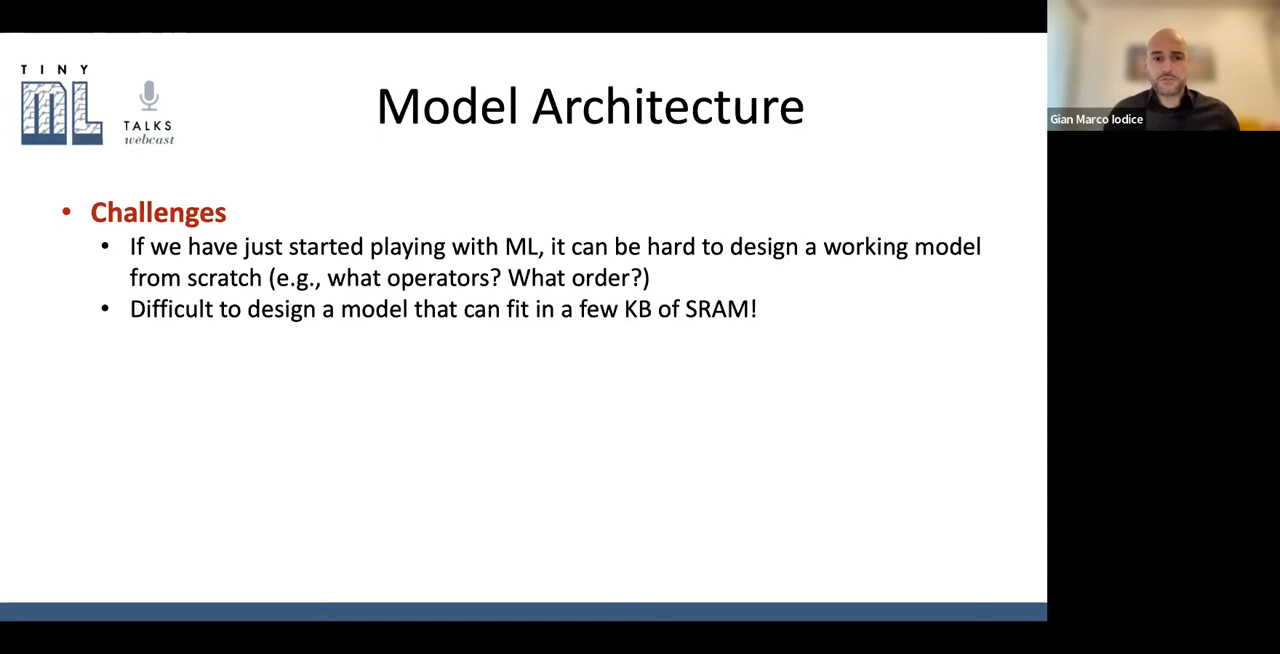 TINY
ML
TALKS
webcast
Model Architecture
Gian Marco Iodice
• Challenges
• If we have just started playing with ML, it can be hard to design a working model
from scratch (e.g., what operators? What order?)
• Difficult to design a model that can fit in a few KB of SRAM!